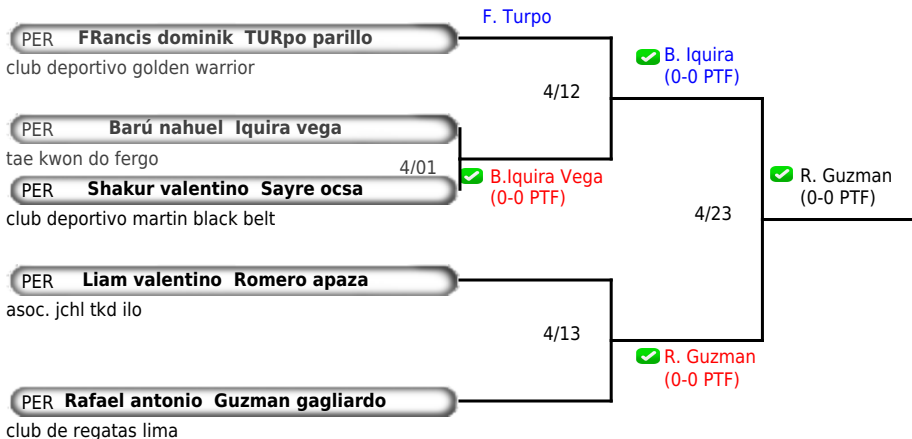 F. Turpo
PER FRancis dominik TURpo parillo
club deportivo golden warrior
B. Iquira
(0-0 PTF)
4/12
PER Barú nahuel Iquira vega
tae kwon do fergo
4/01
B.Iquira Vega
(0-0 PTF)
PER Shakur valentino Sayre ocsa
club deportivo martin black belt
R. Guzman
(0-0 PTF)
4/23
PER Liam valentino Romero apaza
asoc. jchl tkd ilo
4/13
R. Guzman
(0-0 PTF)
PER Rafael antonio Guzman gagliardo
club de regatas lima